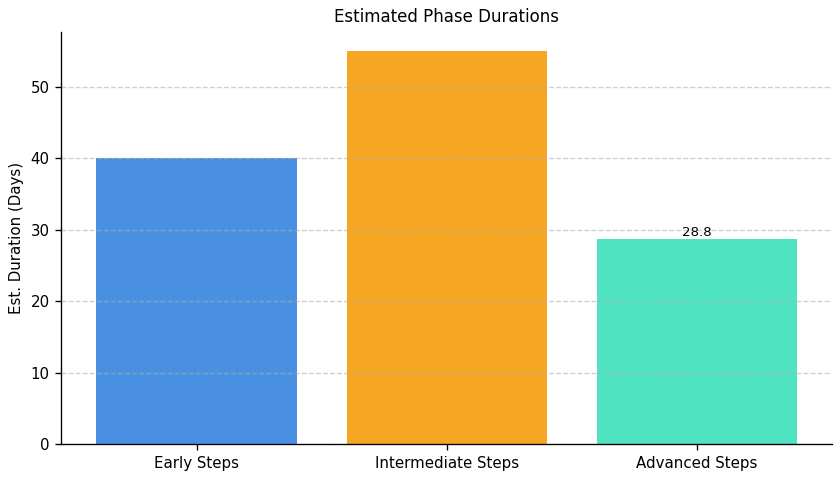 Estimated Phase Durations
Est. Duration (Days)
50
40
30
20
10
0
28.8
Early Steps
Intermediate Steps
Advanced Steps